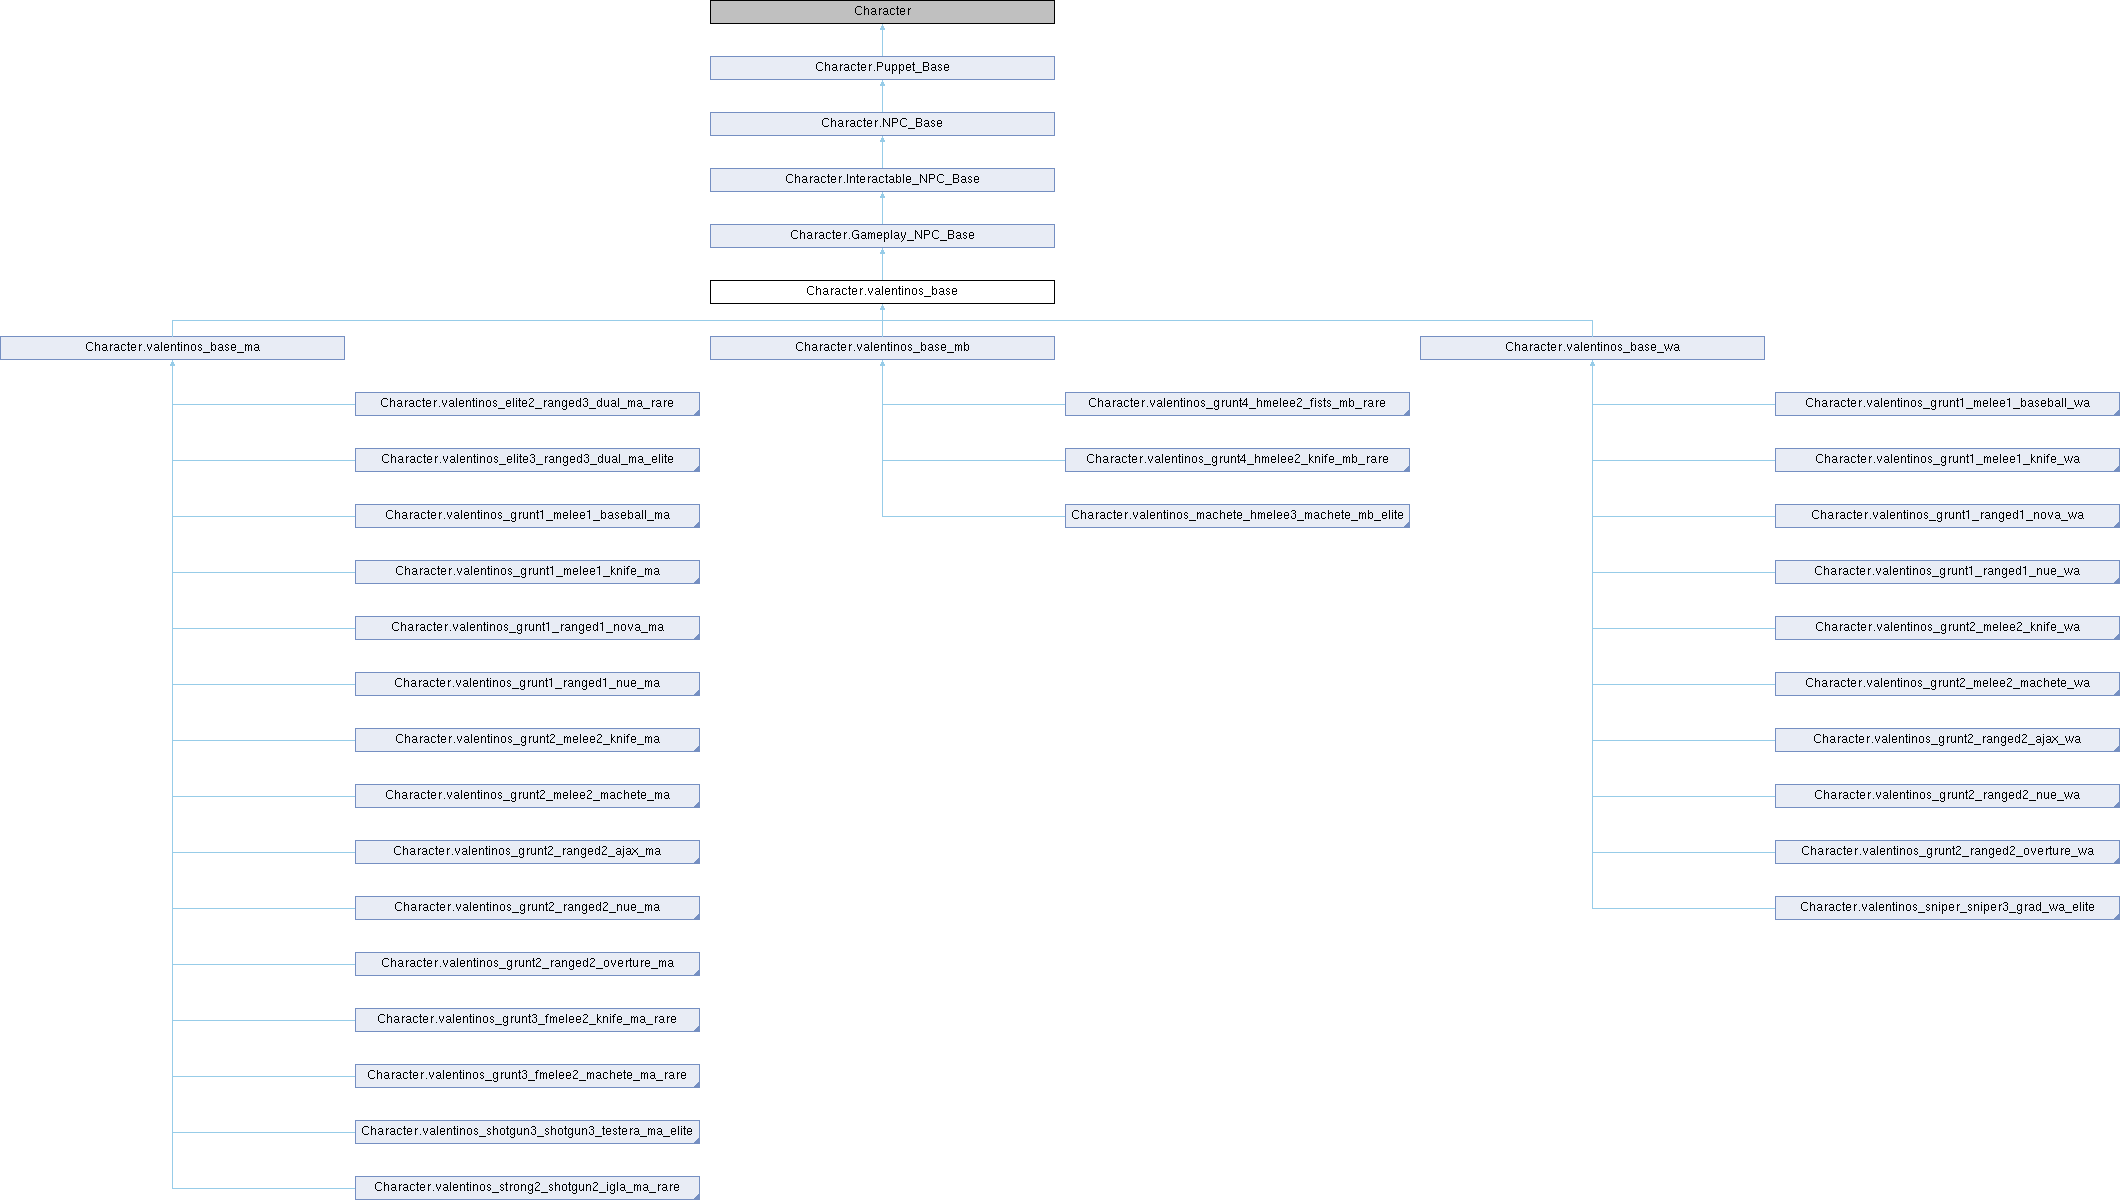 Character
Character.Puppet_Base
Character.NPC_Base
Character.Interactable_NPC_Base
Character.Gameplay_NPC_Base
Character.valentinos_base
Character.valentinos_base_ma
Character.valentinos_base_mb
Character.valentinos_base_wa
Character.valentinos_elite2_ranged3_dual_ma_rare
Character.valentinos_elite3_ranged3_dual_ma_elite
Character.valentinos_grunt1_melee1_baseball_ma
Character.valentinos_grunt1_melee1_knife_ma
Character.valentinos_grunt1_ranged1_nova_ma
Character.valentinos_grunt1_ranged1_nue_ma
Character.valentinos_grunt2_melee2_knife_ma
Character.valentinos_grunt2_melee2_machete_ma
Character.valentinos_grunt2_ranged2_ajax_ma
Character.valentinos_grunt2_ranged2_nue_ma
Character.valentinos_grunt2_ranged2_overture_ma
Character.valentinos_grunt3_fmelee2_knife_ma_rare
Character.valentinos_grunt3_fmelee2_machete_ma_rare
Character.valentinos_shotgun3_shotgun3_testera_ma_elite
Character.valentinos_strong2_shotgun2_igla_ma_rare
Character.valentinos_grunt4_hmelee2_fists_mb_rare
Character.valentinos_grunt4_hmelee2_knife_mb_rare
Character.valentinos_machete_hmelee3_machete_mb_elite
Character.valentinos_grunt1_melee1_baseball_wa
Character.valentinos_grunt1_melee1_knife_wa
Character.valentinos_grunt1_ranged1_nova_wa
Character.valentinos_grunt1_ranged1_nue_wa
Character.valentinos_grunt2_melee2_knife_wa
Character.valentinos_grunt2_melee2_machete_wa
Character.valentinos_grunt2_ranged2_ajax_wa
Character.valentinos_grunt2_ranged2_nue_wa
Character.valentinos_grunt2_ranged2_overture_wa
Character.valentinos_sniper_sniper3_grad_wa_elite